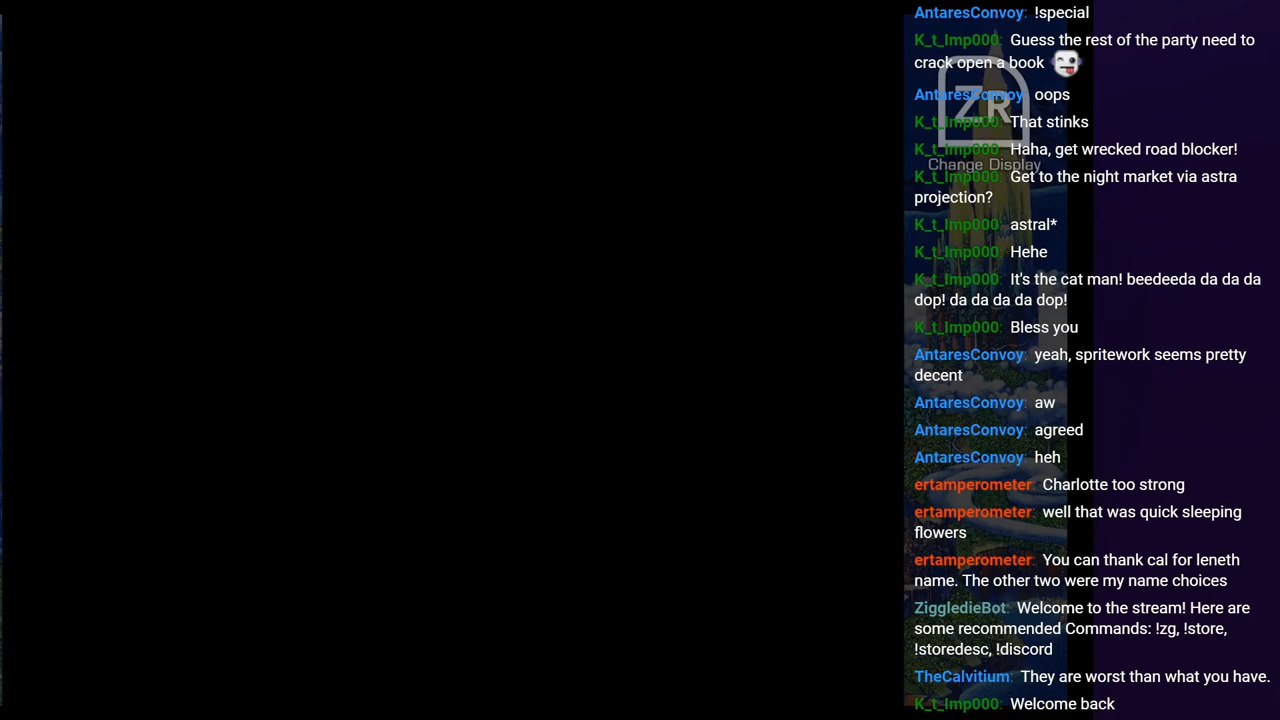 AntaresConvoy: !special
K_t_Imp000: Guess the rest of the party need to
crack open a book
AntaresConvoy: oops
K_t_Imp000: That stinks
K_t_Imp000: Haha, get wrecked road blocker!
K_t_Imp000: Get to the night market via astra
projection?
K_t_Imp000: astral*
K_t_Imp000: Hehe
K_t_Imp000: It's the cat man! beedeeda da da da
dop! da da da da dop!
K_t_Imp000: Bless you
AntaresConvoy: yeah, spritework seems pretty
decent
AntaresConvoy: aw
AntaresConvoy: agreed
AntaresConvoy: heh
ertamperometer: Charlotte too strong
ertamperometer: well that was quick sleeping
flowers
ertamperometer: You can thank cal for leneth
name. The other two were my name choices
ZiggledieBot: Welcome to the stream! Here are
some recommended Commands: !zg, !store,
!storedesc, !discord
TheCalvitium: They are worst than what you have.
K_t_Imp000: Welcome back
ZR
Change Display